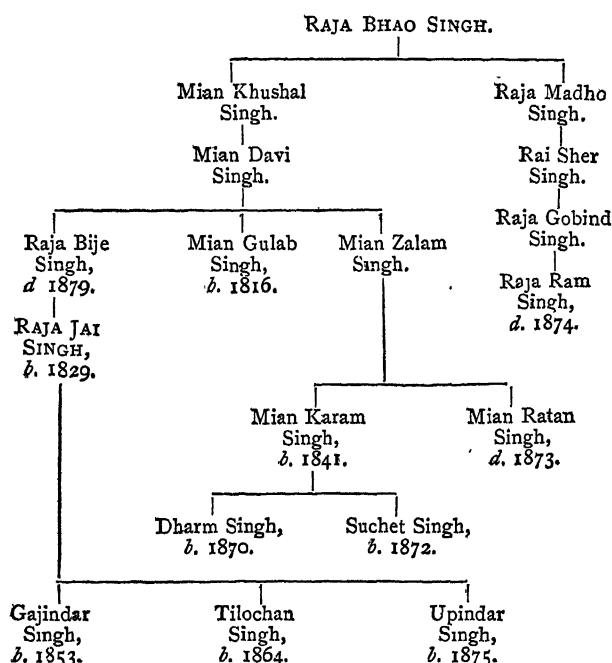 RAJA BHAO SINGH.
Mian Khushal Singh.
Raja Madho Singh.
Mian Davi Singh.
Rai Sher Singh.
Raja Gobind Singh.
Raja Bije Singh, d 1879.
Mian Gulab Singh, b. 1816.
Mian Zalam Singh.
Raja Ram Singh, d. 1874.
RAJA JAI SINGH, b. 1829.
Mian Karam Singh, b. 1841.
Mian Ratan Singh, d. 1873.
Dharm Singh, b. 1870.
Suchet Singh, b. 1872.
Gajindar Singh, b. 1853.
Tilochan Singh, b. 1864.
Upindar Singh, b. 1875.